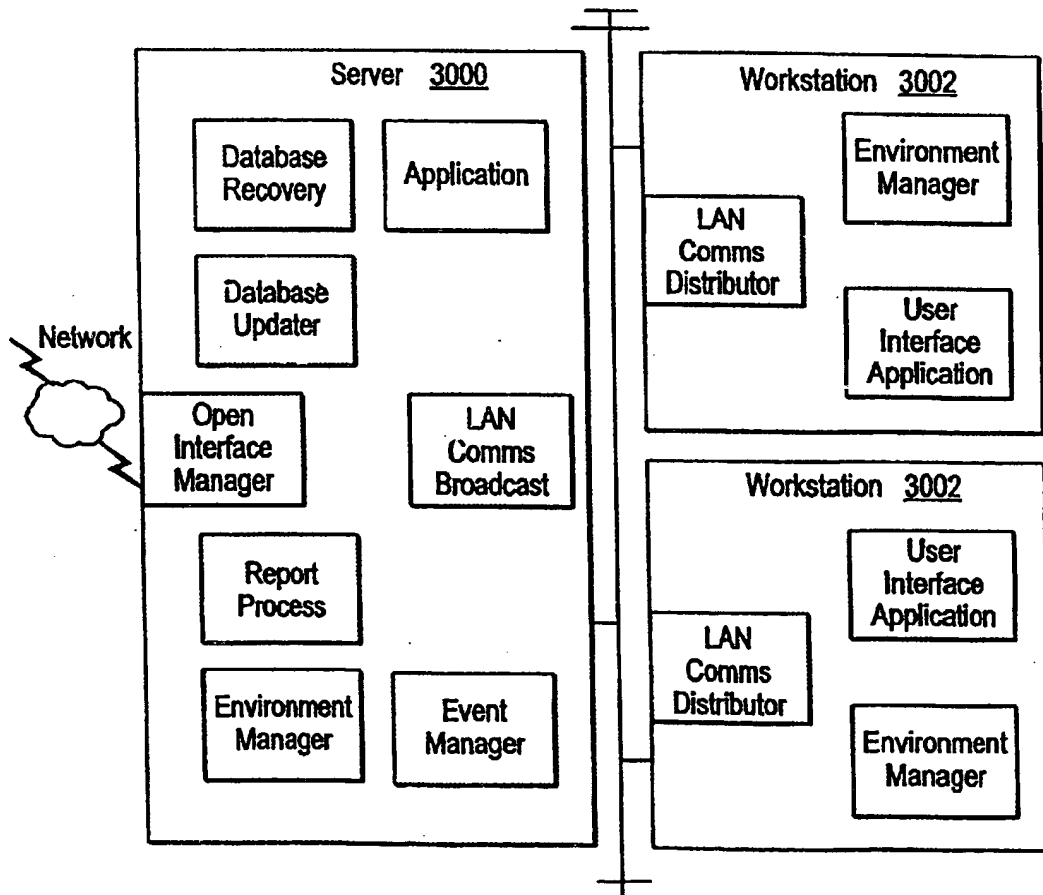 Server 3000
Database
Recovery
Application
Database
Updater
Network
Open
Interface
Manager
LAN
Comms
Broadcast
Report
Process
Environment
Manager
Event
Manager
Workstation 3002
Environment
Manager
LAN
Comms
Distributor
User
Interface
Application
Workstation 3002
User
Interface
Application
LAN
Comms
Distributor
Environment
Manager